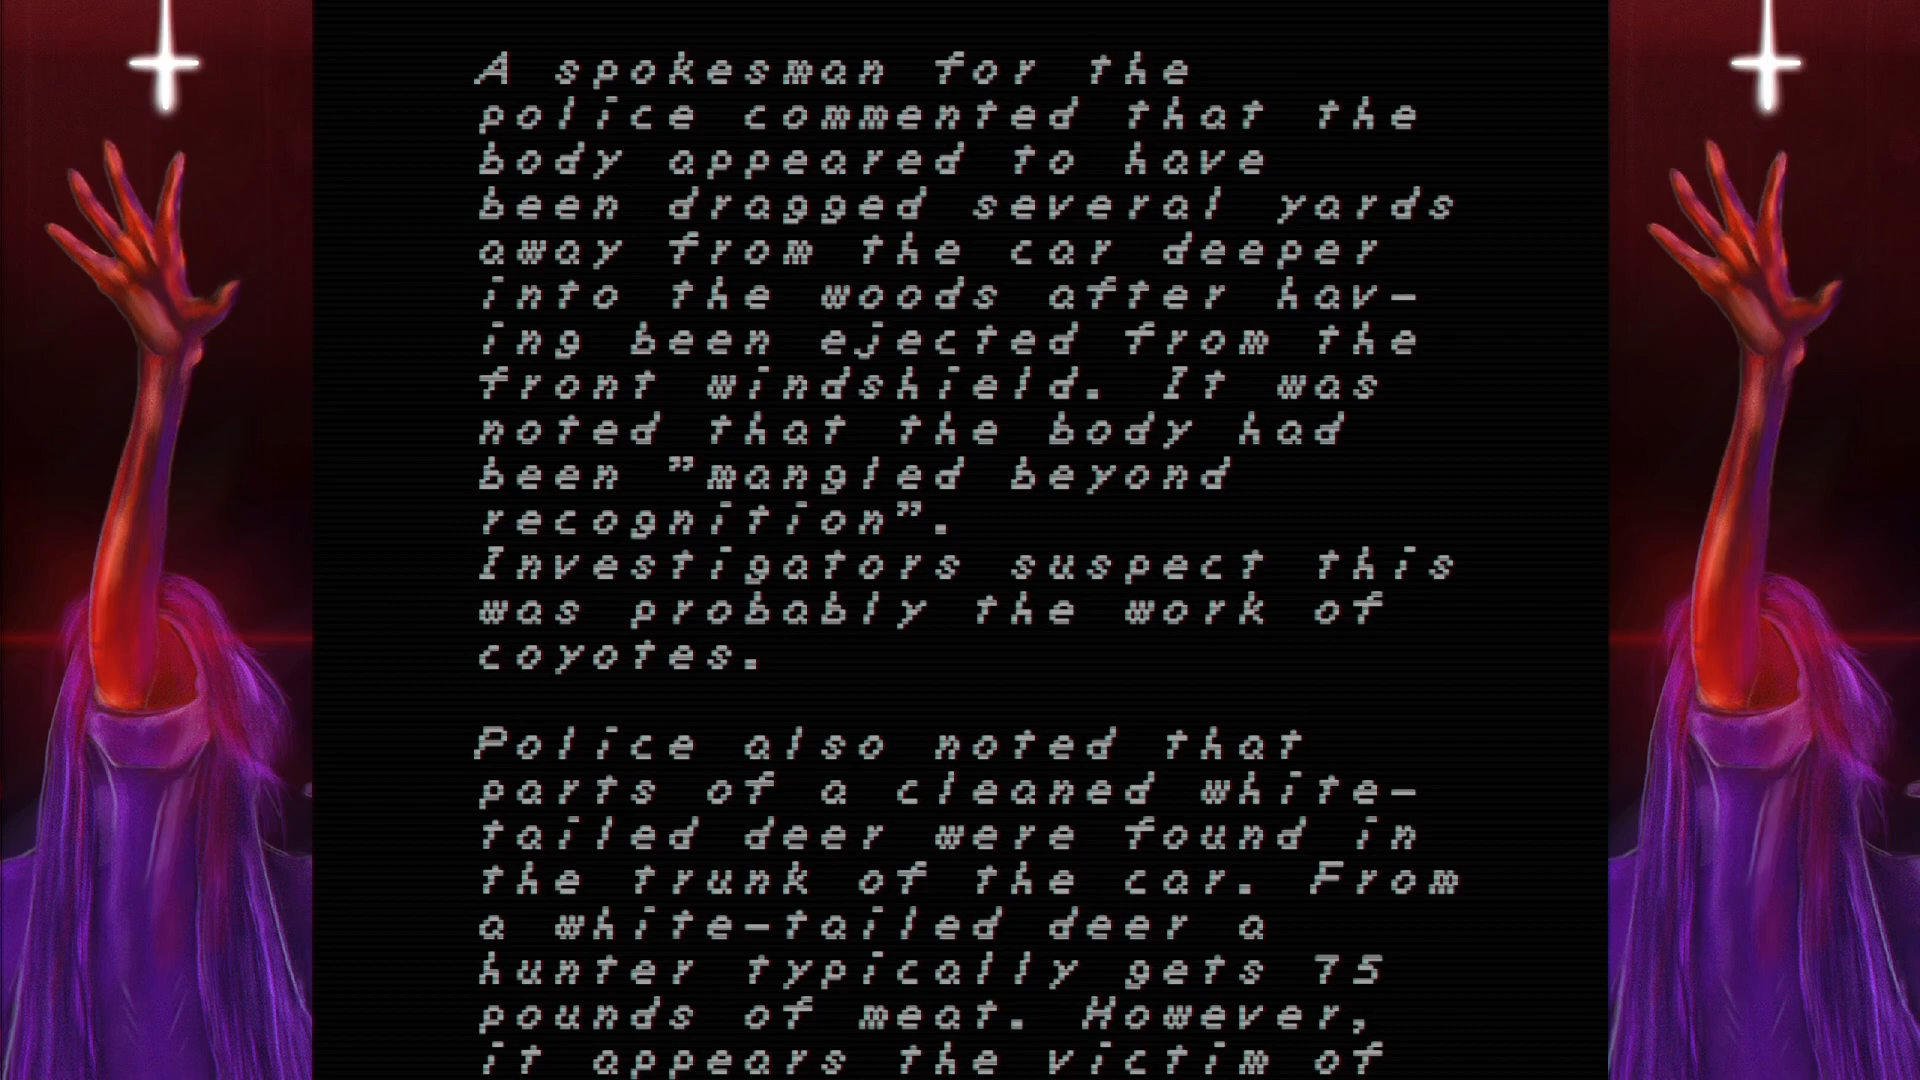 A spokesman for the
police commented that the
body appeared to have
been dragged several yards
away from the car deeper
into the woods after hav-
ing been ejected from the
front windshield. It was
noted that the body had
been "mangled beyond
recognition".
Investigators suspect this
was probably the work of
coyotes.
Police also noted that
parts of a cleaned white-
tailed deer were found in
the trunk of the car. From
a white-tailed deer a
hunter typically gets 75
pounds of meat. However,
it appears the victim of